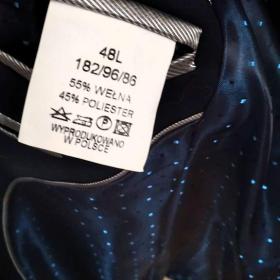 48L
182/96/86
55% WEŁNA
45% POLIESTER
WYPRODUKOWANO
W POLSCE